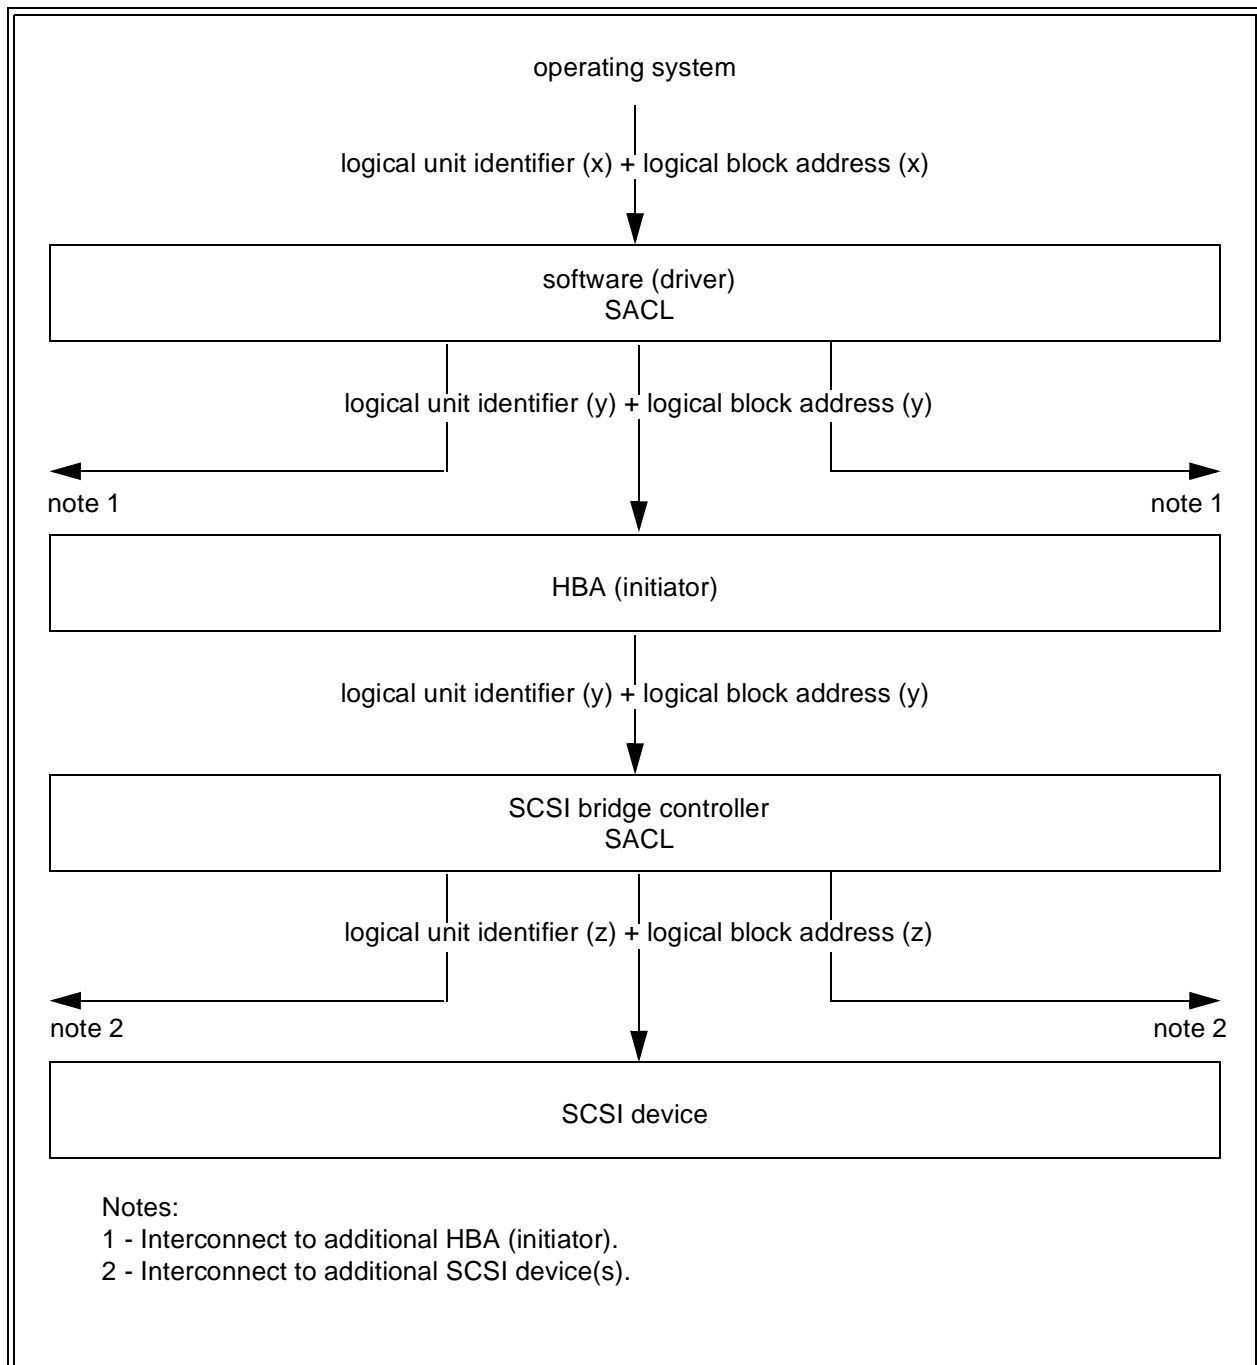 operating system
logical unit identifier (x) + logical block address (x)
software (driver)
SACL
logical unit identifier (y) + logical block address (y)
note 1
note 1
HBA (initiator)
logical unit identifier (y) + logical block address (y)
SCSI bridge controller
SACL
logical unit identifier (z) + logical block address (z)
note 2
note 2
SCSI device
Notes:
1 - Interconnect to additional HBA (initiator).
2 - Interconnect to additional SCSI device(s).